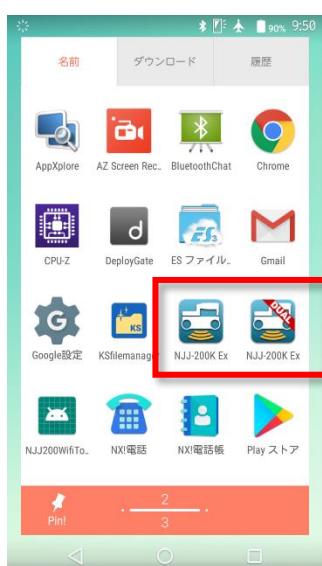 90% 9:50
名前 ダウンロード 履歴
AppXplore AZ Screen Rec.. BluetoothChat Chrome
CPU-Z DeployGate ES ファイル.. Gmail
KS
DUAL
Google設定 KSfilemanager NJJ-200K Ex NJJ-200K Ex
NJJ200WifiTo.. NX!電話 NX!電話帳 Play ストア
Pin! 2
3